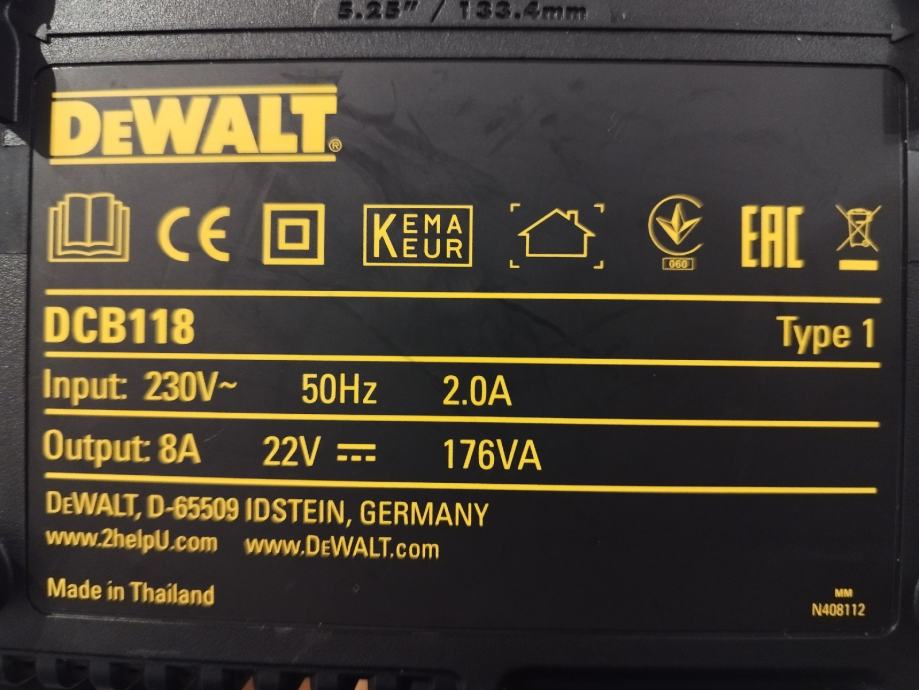 5.25" / 133.4mm
DEWALT®
CE KEMA KEUR 060 EAC
DCB118 Type 1
Input: 230V~ 50Hz 2.0A
Output: 8A 22V ⎓ 176VA
DEWALT, D-65509 IDSTEIN, GERMANY
www.2helpU.com www.DEWALT.com
Made in Thailand
MM
N408112